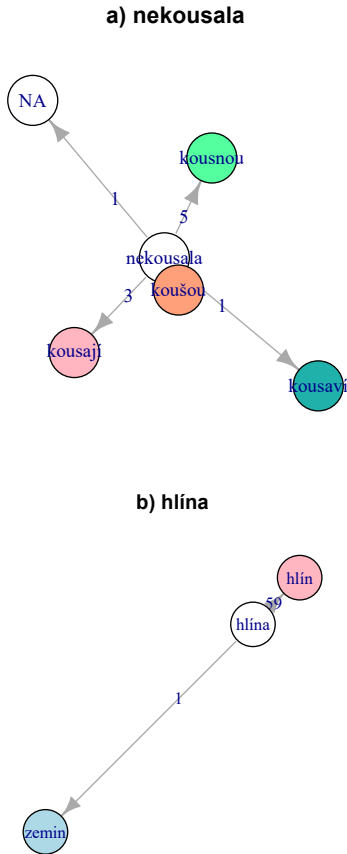 a) nekousala
NA
kousnou
1
5
nekousala
koušou
3
1
kousají
kousaví
b) hlína
hlín
59
hlína
1
zemin